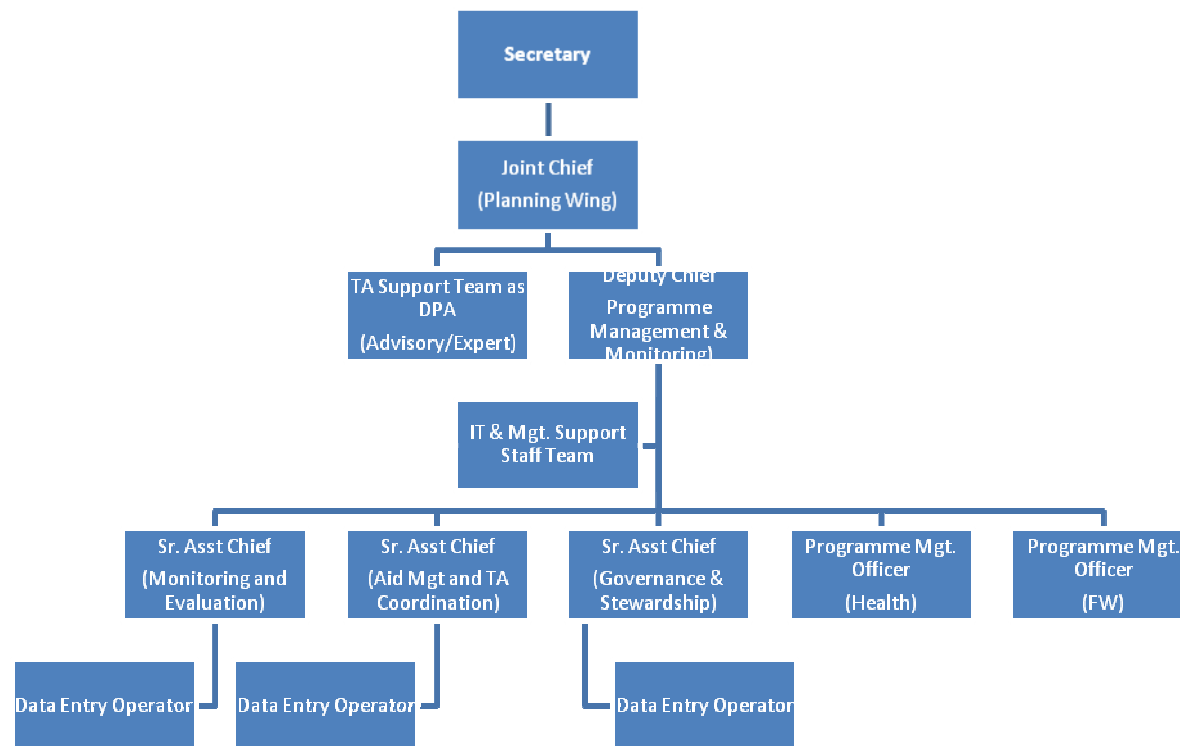 Secretary
Joint Chief
(Planning Wing)
TA Support Team as
DPA
(Advisory/Expert)
Deputy Chief
Programme
Management &
Monitoring)
IT & Mgt. Support
Staff Team
Sr. Asst Chief
(Monitoring and
Evaluation)
Sr. Asst Chief
(Aid Mgt and TA
Coordination)
Sr. Asst Chief
(Governance &
Stewardship)
Programme Mgt.
Officer
(Health)
Programme Mgt.
Officer
(FW)
Data Entry Operator
Data Entry Operator
Data Entry Operator